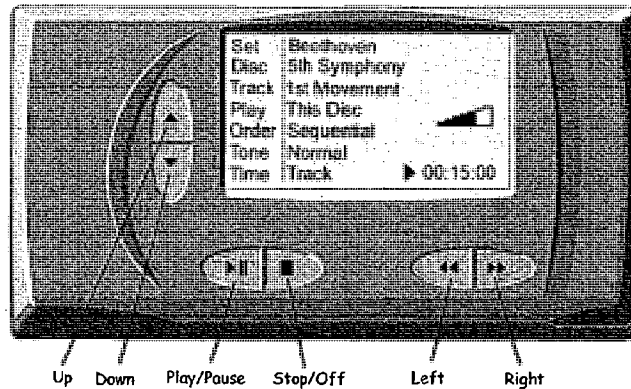 Set Beethoven
Disc 5th Symphony
Track 1st Movement
Play This Disc
Order Sequential
Tone Normal
Time Track 00:15:00
Up Down Play/Pause Stop/Off Left Right